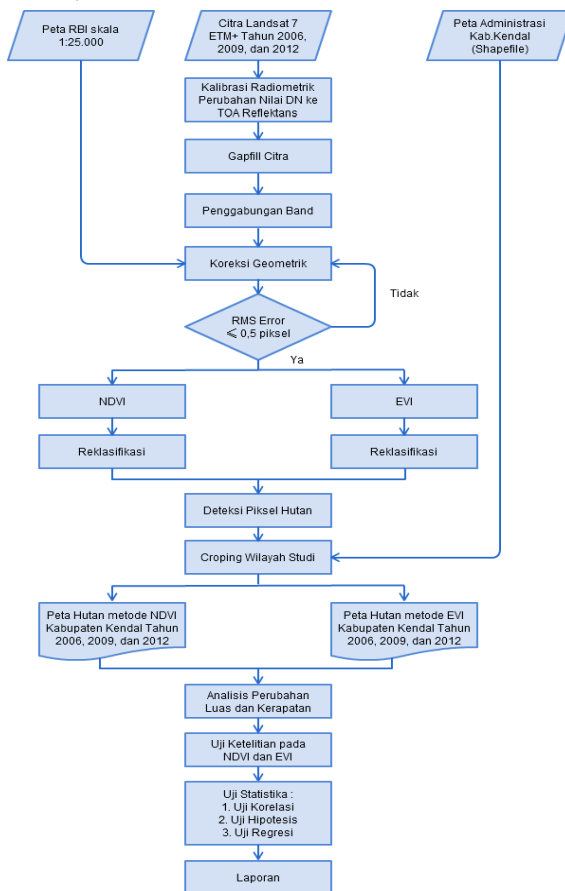 Peta RBI skala
1:25.000
Citra Landsat 7
ETM+ Tahun 2006,
2009, dan 2012
Peta Administrasi
Kab.Kendal
(Shapefile)
Kalibrasi Radiometrik
Perubahan Nilai DN ke
TOA Reflektans
Gapfill Citra
Penggabungan Band
Koreksi Geometrik
Tidak
RMS Error
≤ 0,5 piksel
Ya
NDVI
EVI
Reklasifikasi
Reklasifikasi
Deteksi Piksel Hutan
Croping Wilayah Studi
Peta Hutan metode NDVI
Kabupaten Kendal Tahun
2006, 2009, dan 2012
Peta Hutan metode EVI
Kabupaten Kendal Tahun
2006, 2009, dan 2012
Analisis Perubahan
Luas dan Kerapatan
Uji Ketelitian pada
NDVI dan EVI
Uji Statistika :
1. Uji Korelasi
2. Uji Hipotesis
3. Uji Regresi
Laporan